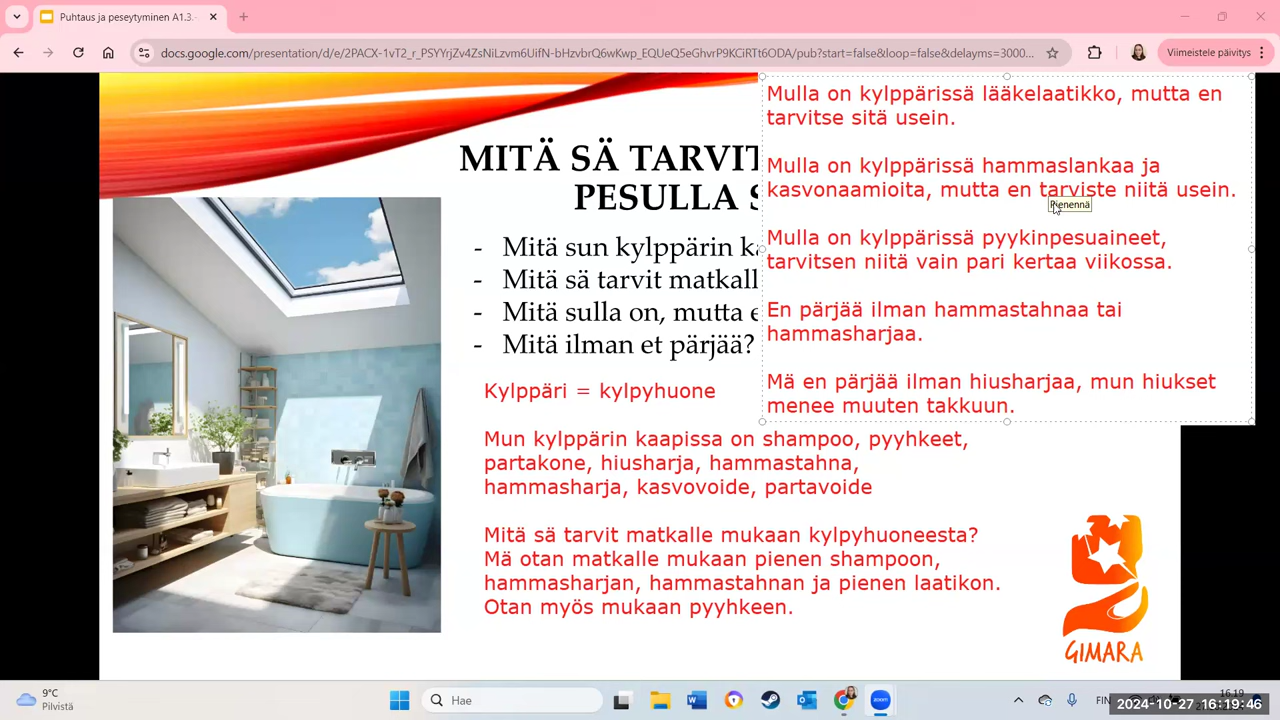 Puhtaus ja peseytyminen A1.3.
docs.google.com/presentation/d/e/2PACX-1vT2_r_PSYYrjZv4ZsNiLzvm6UifN-bHzvbrQ6wKwp_EQUeQ5eGhvrP9KCiRTt6ODA/pub?start=false&loop=false&delayms=3000...
Viimeistele päivitys
MITÄ SÄ TARVIT
PESULLA S
- Mitä sun kylppärin ka
- Mitä sä tarvit matkall
- Mitä sulla on, mutta e
- Mitä ilman et pärjää?
Mulla on kylppärissä lääkelaatikko, mutta en
tarvitse sitä usein.
Mulla on kylppärissä hammaslankaa ja
kasvonaamioita, mutta en tarviste niitä usein.
Pienennä
Mulla on kylppärissä pyykinpesuaineet,
tarvitsen niitä vain pari kertaa viikossa.
En pärjää ilman hammastahnaa tai
hammasharjaa.
Mä en pärjää ilman hiusharjaa, mun hiukset
menee muuten takkuun.
Kylppäri = kylpyhuone
Mun kylppärin kaapissa on shampoo, pyyhkeet,
partakone, hiusharja, hammastahna,
hammasharja, kasvovoide, partavoide
Mitä sä tarvit matkalle mukaan kylpyhuoneesta?
Mä otan matkalle mukaan pienen shampoon,
hammasharjan, hammastahnan ja pienen laatikon.
Otan myös mukaan pyyhkeen.
GIMARA
9°C
Pilvistä
Hae
zoom
FIN
16.19
2024-10-27 16:19:46